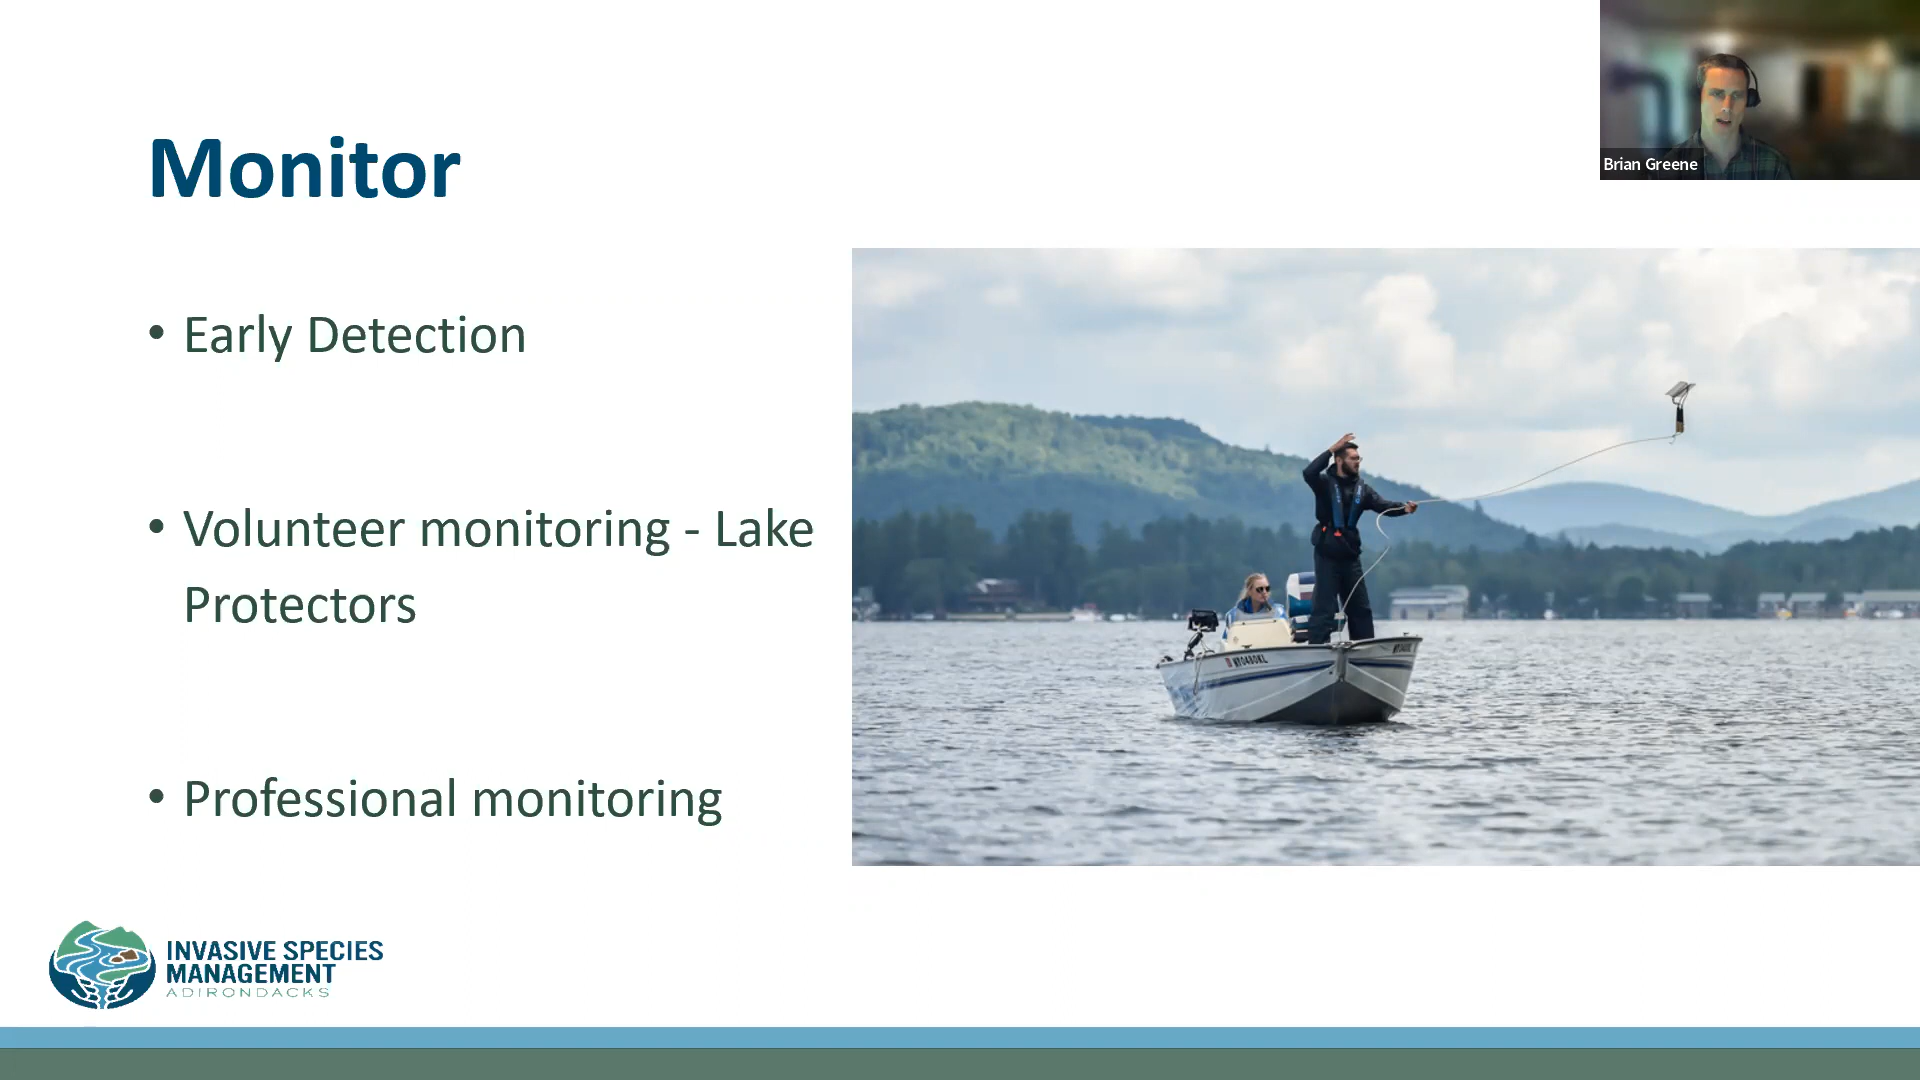 Monitor
Brian Greene
• Early Detection
• Volunteer monitoring - Lake
Protectors
• Professional monitoring
INVASIVE SPECIES
MANAGEMENT
ADIRONDACKS